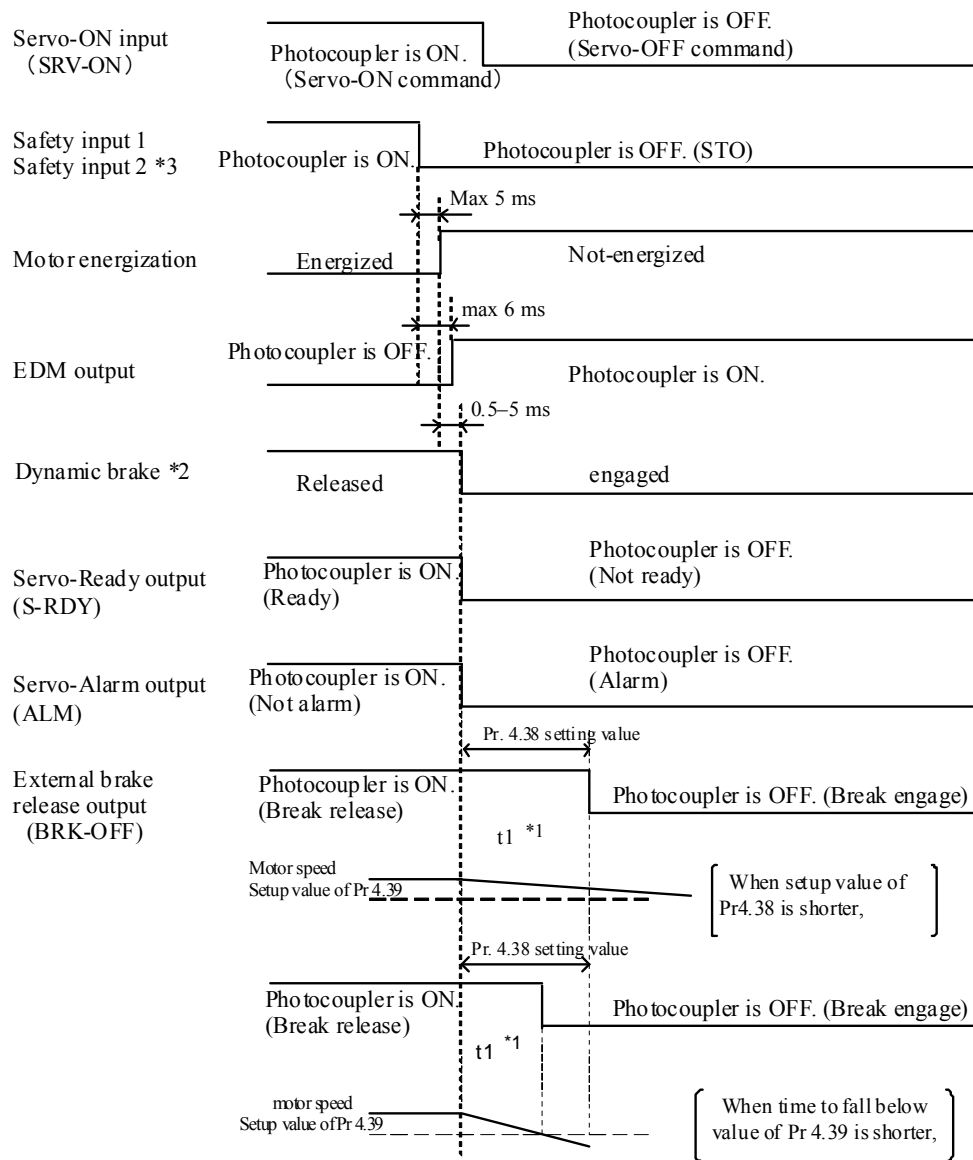 Servo-ON input
(SRV-ON)
Photocoupler is ON.
(Servo-ON command)
Photocoupler is OFF.
(Servo-OFF command)
Safety input 1
Safety input 2 *3
Photocoupler is ON.
Photocoupler is OFF. (STO)
Max 5 ms
Motor energization
Energized
Not-energized
max 6 ms
EDM output
Photocoupler is OFF.
Photocoupler is ON.
0.5–5 ms
Dynamic brake *2
Released
engaged
Servo-Ready output
(S-RDY)
Photocoupler is ON.
(Ready)
Photocoupler is OFF.
(Not ready)
Servo-Alarm output
(ALM)
Photocoupler is ON.
(Not alarm)
Photocoupler is OFF.
(Alarm)
Pr. 4.38 setting value
External brake
release output
(BRK-OFF)
Photocoupler is ON.
(Break release)
Photocoupler is OFF. (Break engage)
t1 *1
Motor speed
Setup value of Pr 4.39
When setup value of
Pr4.38 is shorter,
Pr. 4.38 setting value
Photocoupler is ON.
(Break release)
Photocoupler is OFF. (Break engage)
t1 *1
motor speed
Setup value of Pr 4.39
When time to fall below
value of Pr 4.39 is shorter,